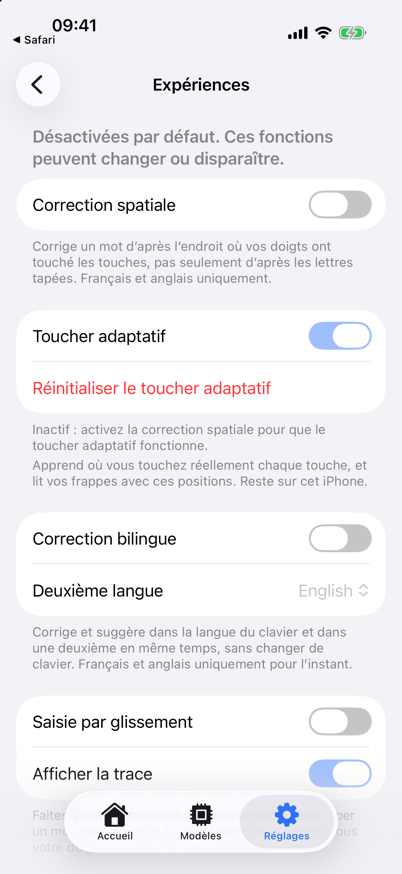 09:41
◀ Safari
Expériences
Désactivées par défaut. Ces fonctions
peuvent changer ou disparaître.
Correction spatiale
Corrige un mot d’après l’endroit où vos doigts ont
touché les touches, pas seulement d’après les lettres
tapées. Français et anglais uniquement.
Toucher adaptatif
Réinitialiser le toucher adaptatif
Inactif : activez la correction spatiale pour que le
toucher adaptatif fonctionne.
Apprend où vous touchez réellement chaque touche, et
lit vos frappes avec ces positions. Reste sur cet iPhone.
Correction bilingue
Deuxième langue
English
Corrige et suggère dans la langue du clavier et dans
une deuxième en même temps, sans changer de
clavier. Français et anglais uniquement pour l’instant.
Saisie par glissement
Afficher la trace
Faites
un
votre
Accueil
Modèles
Réglages